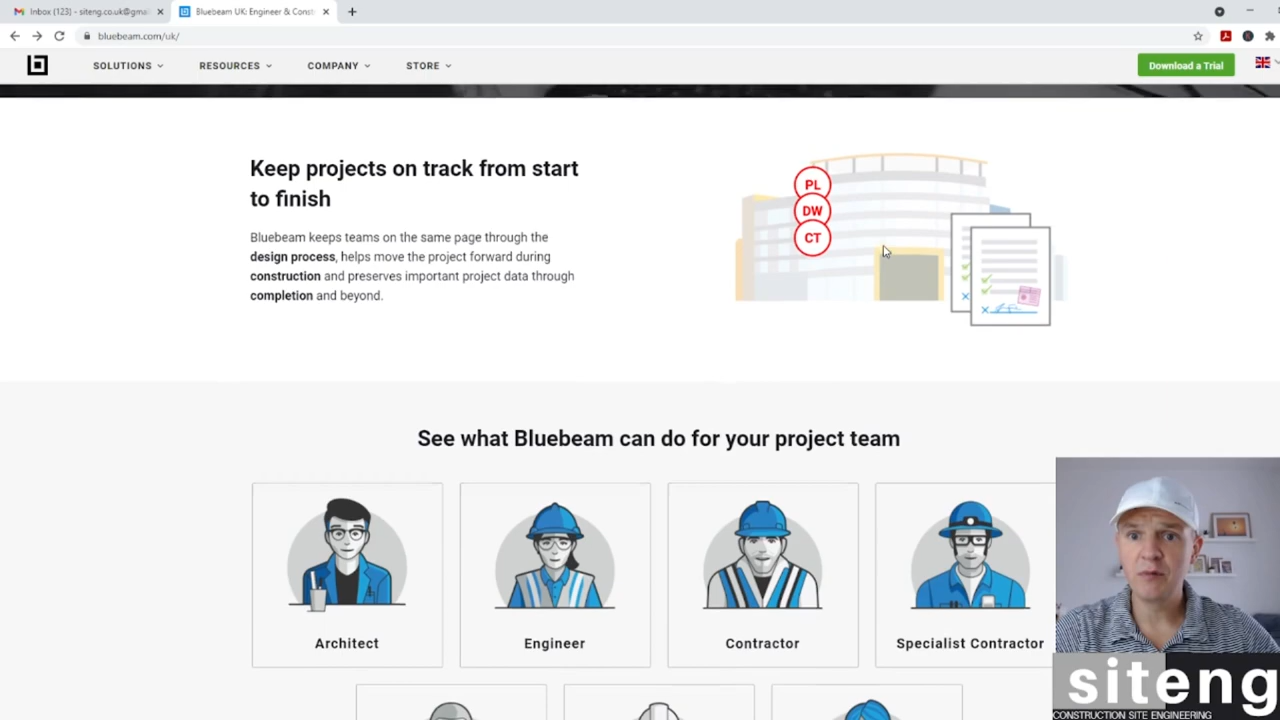 Inbox (123) - siteng.co.uk@gmai
Bluebeam UK: Engineer & Const
bluebeam.com/uk/
SOLUTIONS
RESOURCES
COMPANY
STORE
Download a Trial
Keep projects on track from start
to finish
Bluebeam keeps teams on the same page through the
design process, helps move the project forward during
construction and preserves important project data through
completion and beyond.
PL
DW
CT
See what Bluebeam can do for your project team
Architect
Engineer
Contractor
Specialist Contractor
siteng
CONSTRUCTION SITE ENGINEERING